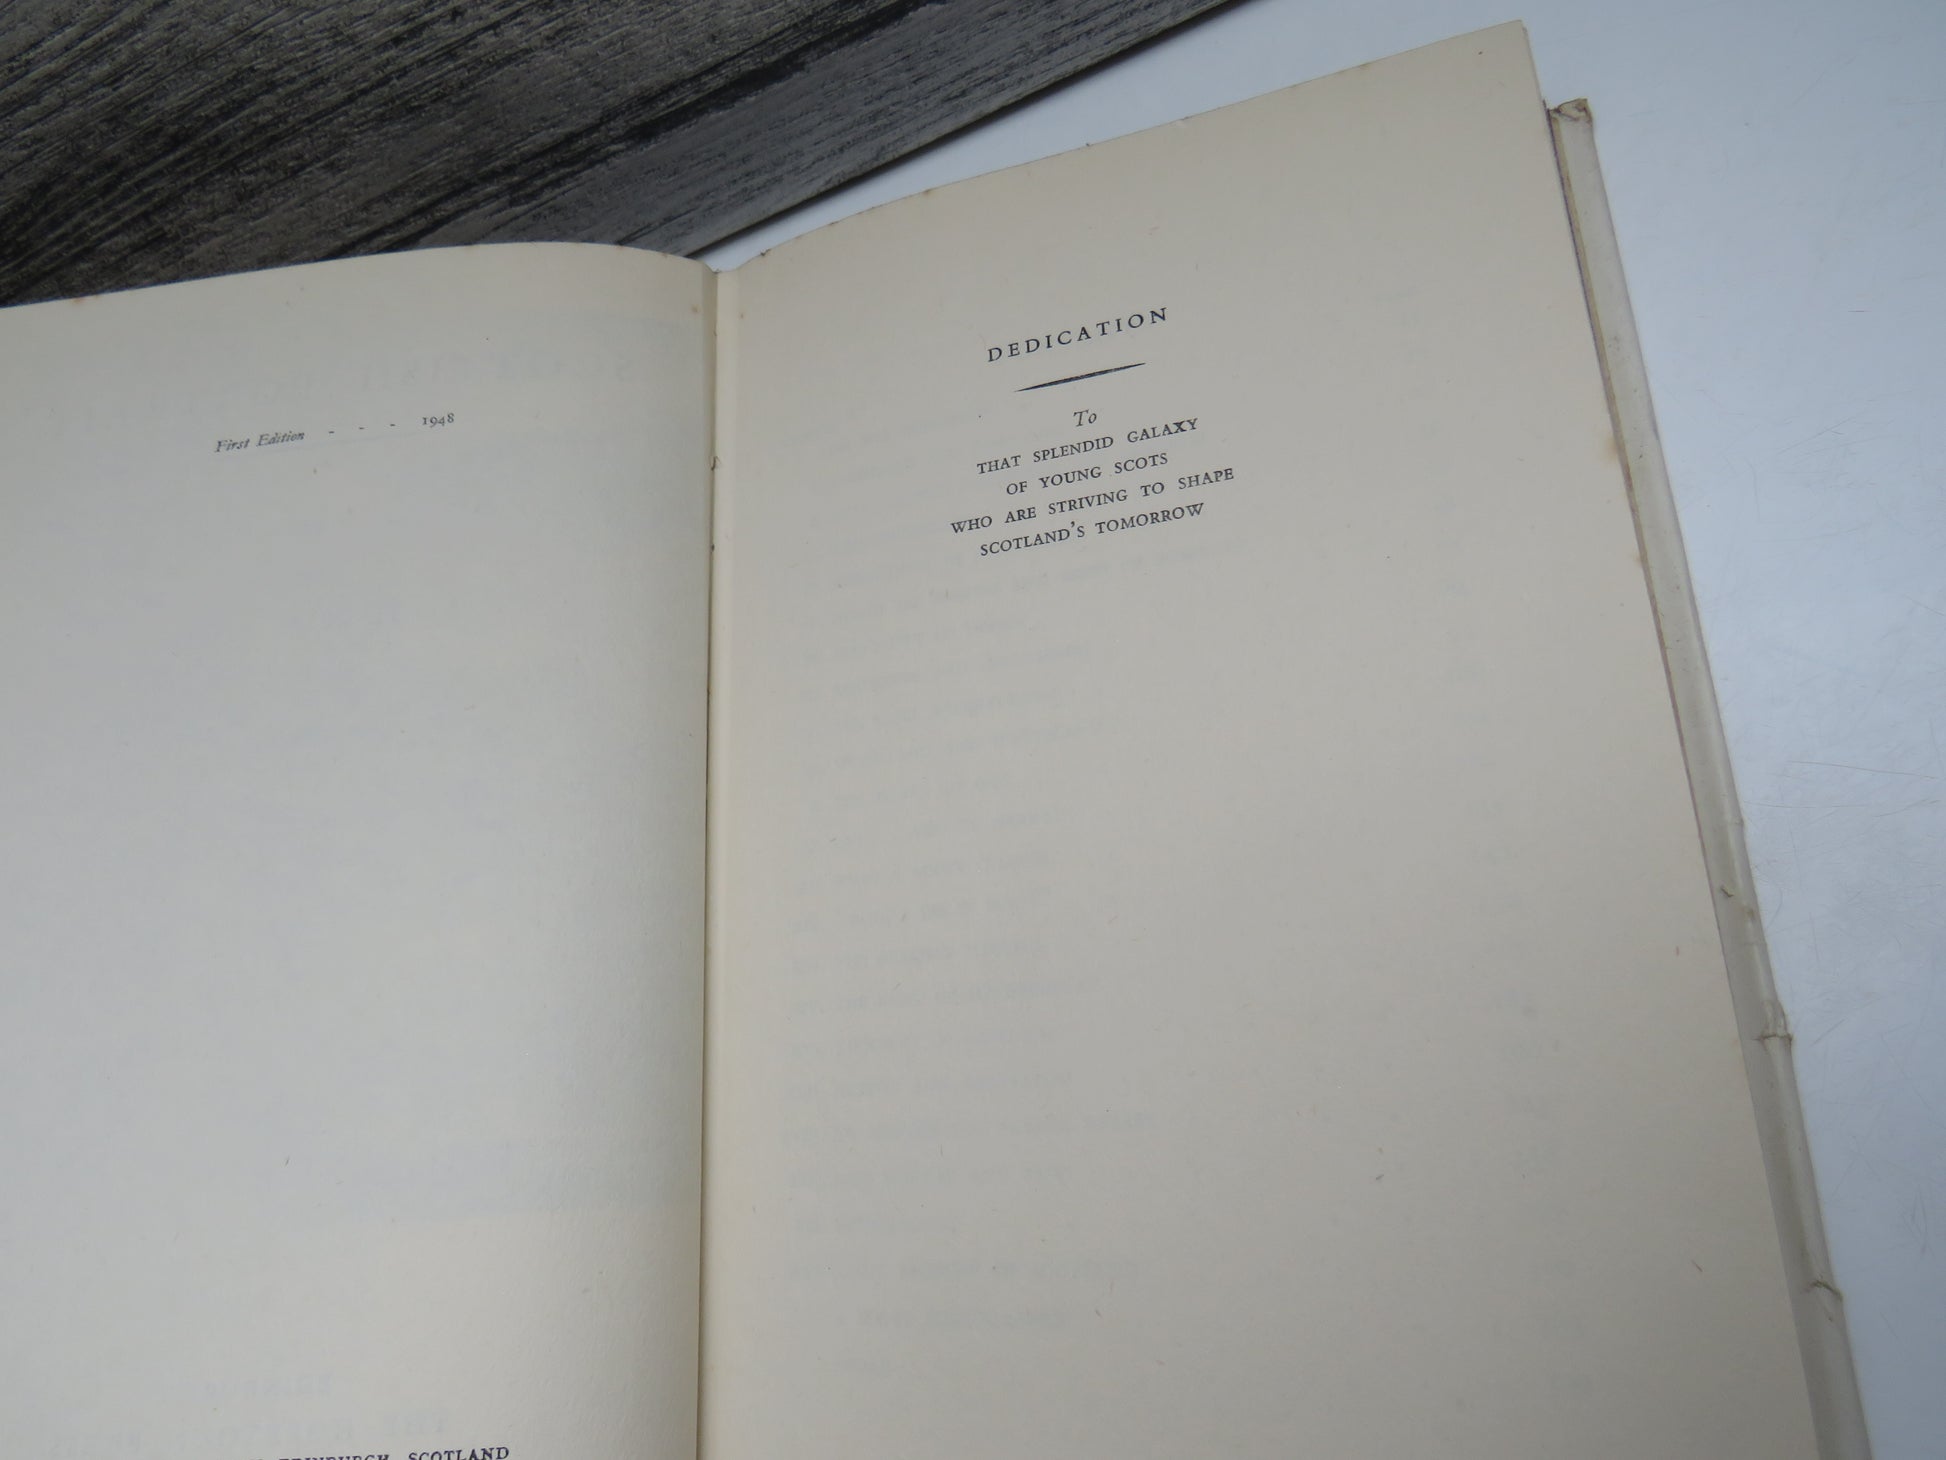 First Edition - - - 1948
EDINBURGH, SCOTLAND
DEDICATION
To
THAT SPLENDID GALAXY
OF YOUNG SCOTS
WHO ARE STRIVING TO SHAPE
SCOTLAND'S TOMORROW